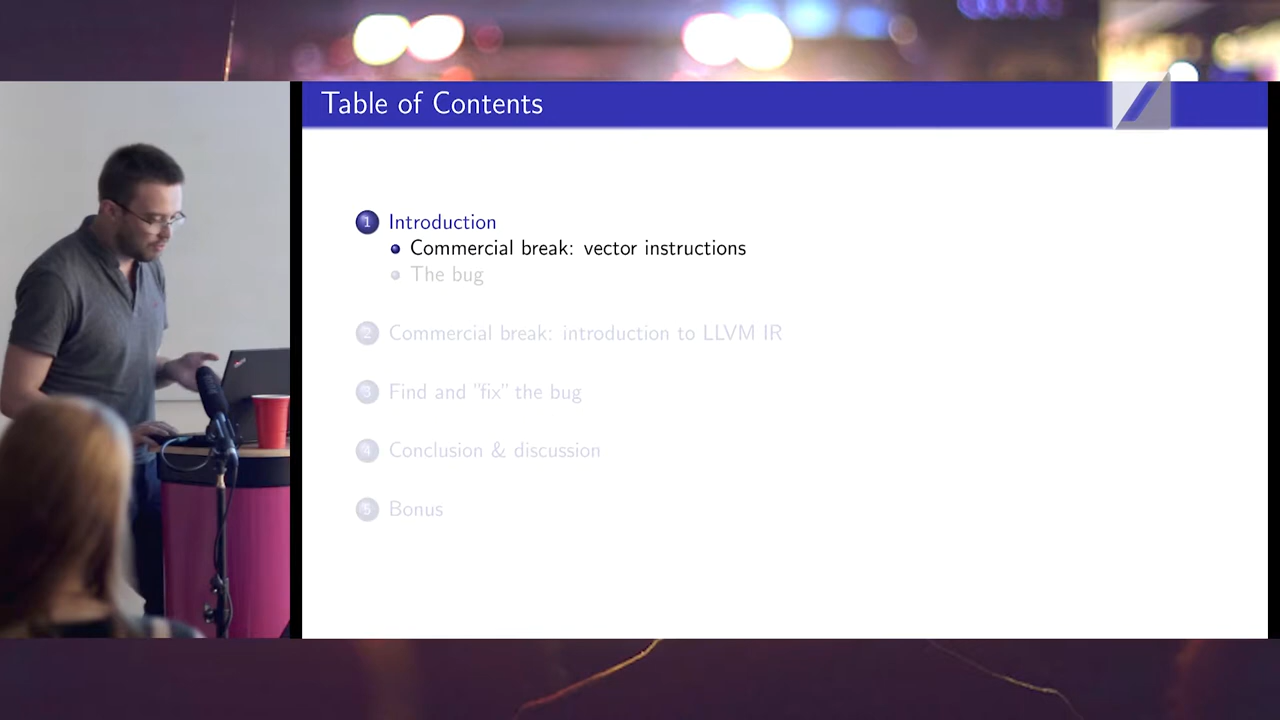 Table of Contents
1 Introduction
Commercial break: vector instructions
The bug
2 Commercial break: introduction to LLVM IR
3 Find and "fix" the bug
4 Conclusion & discussion
5 Bonus